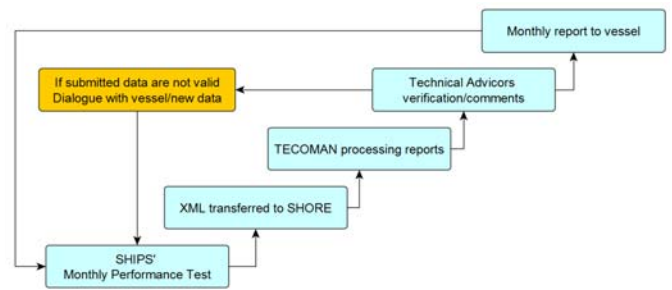 Monthly report to vessel
If submitted data are not valid
Dialogue with vessel/new data
Technical Advicors
verification/comments
TECOMAN processing reports
XML transferred to SHORE
SHIPS'
Monthly Performance Test